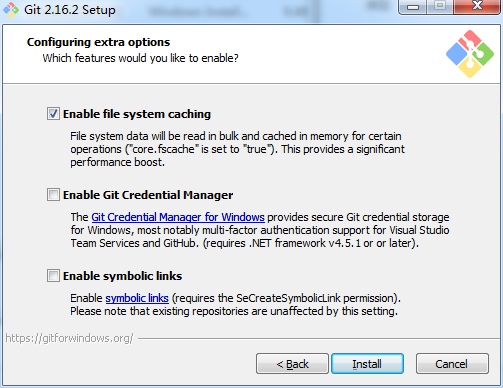 Git 2.16.2 Setup
Configuring extra options
Which features would you like to enable?
Enable file system caching
File system data will be read in bulk and cached in memory for certain
operations ("core.fscache" is set to "true"). This provides a significant
performance boost.
Enable Git Credential Manager
The Git Credential Manager for Windows provides secure Git credential storage
for Windows, most notably multi-factor authentication support for Visual Studio
Team Services and GitHub. (requires .NET framework v4.5.1 or or later).
Enable symbolic links
Enable symbolic links (requires the SeCreateSymbolicLink permission).
Please note that existing repositories are unaffected by this setting.
https://gitforwindows.org/
< Back
Install
Cancel